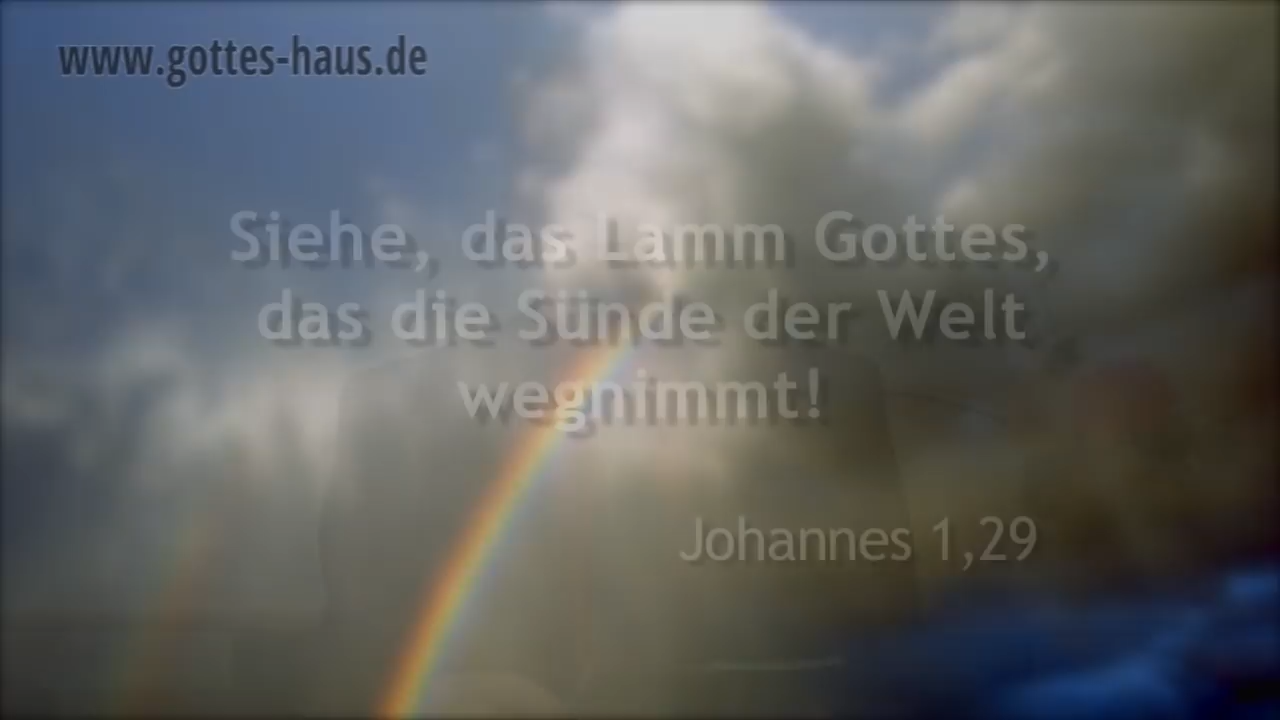 www.gottes-haus.de
Siehe, das Lamm Gottes,
das die Sünde der Welt
wegnimmt!
Johannes 1,29